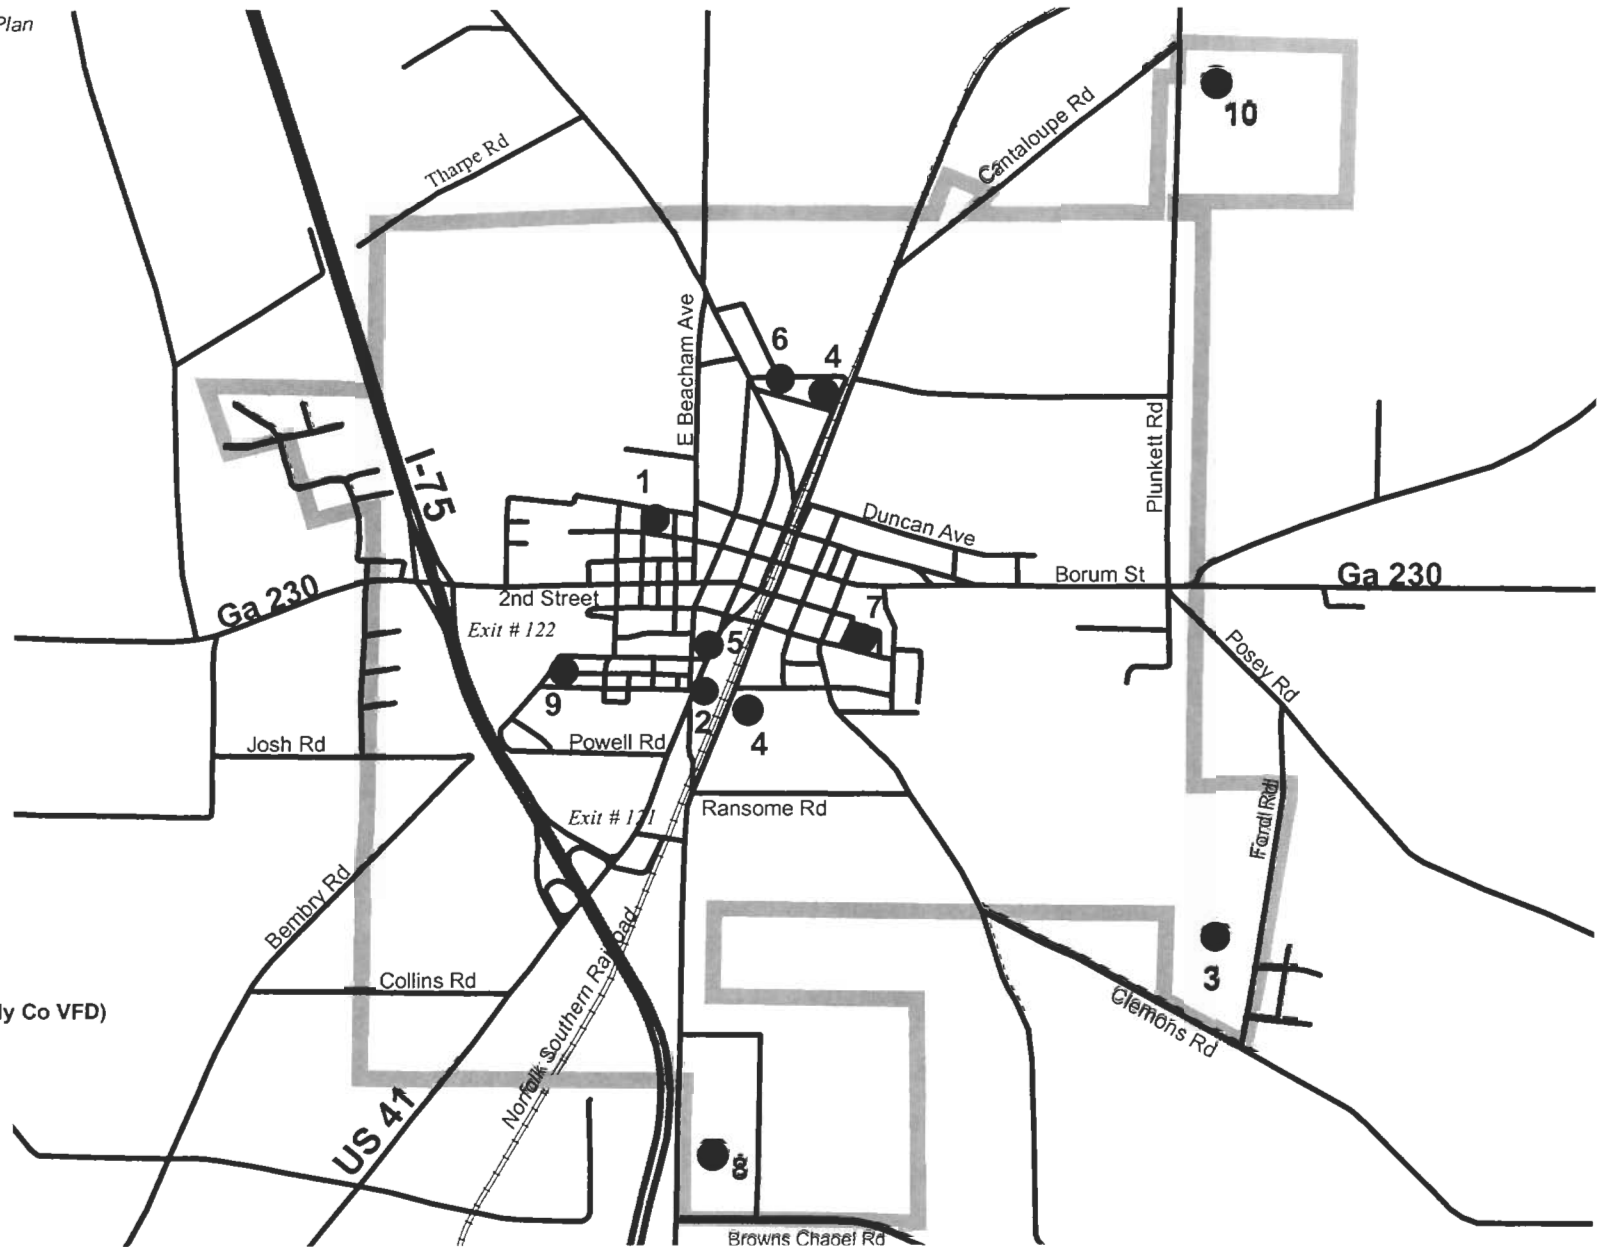 Plan
10
Cantaloupe Rd
Tharpe Rd
E Beacham Ave
6
4
Plunkett Rd
I-75
1
Duncan Ave
Ga 230
Borum St
Ga 230
2nd Street
Exit # 122
7
5
Posey Rd
9
2
4
Josh Rd
Powell Rd
Ransome Rd
Exit # 121
Ford Rd
Bembry Rd
3
Collins Rd
Clemons Rd
ly Co VFD)
Norfolk Southern Railroad
US 41
8
Browns Chapel Rd